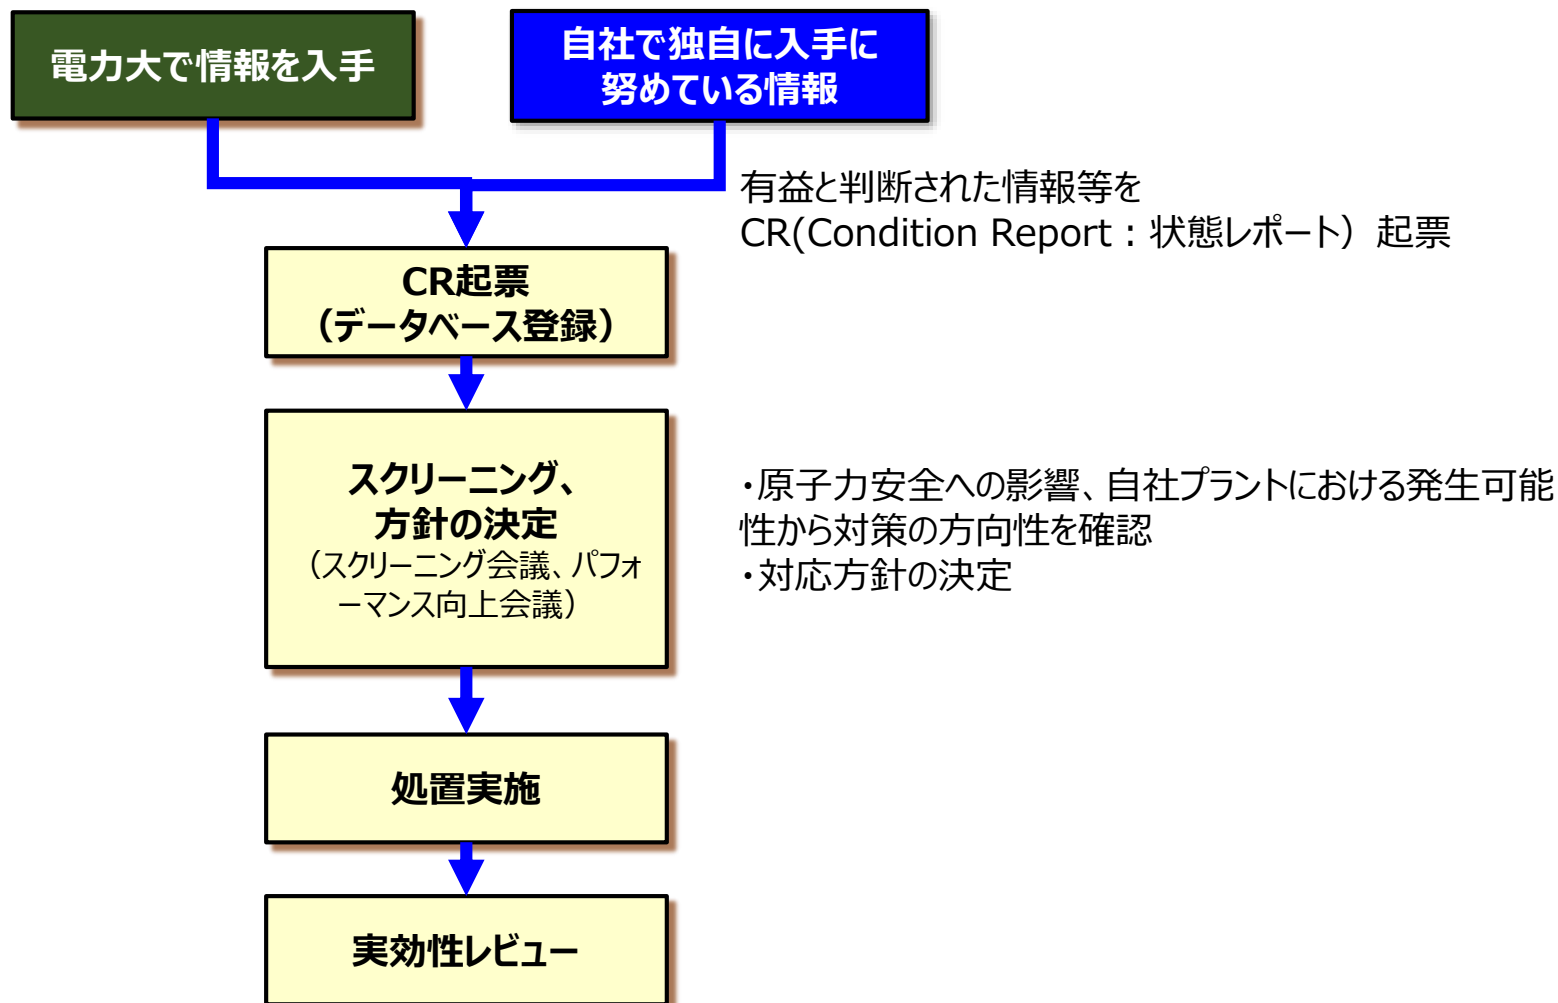 電力大で情報を入手
自社で独自に入手に
努めている情報
有益と判断された情報等を
CR(Condition Report：状態レポート）起票
CR起票
（データベース登録）
スクリーニング、
方針の決定
（スクリーニング会議、パフォ
ーマンス向上会議）
・原子力安全への影響、自社プラントにおける発生可能
性から対策の方向性を確認
・対応方針の決定
処置実施
実効性レビュー